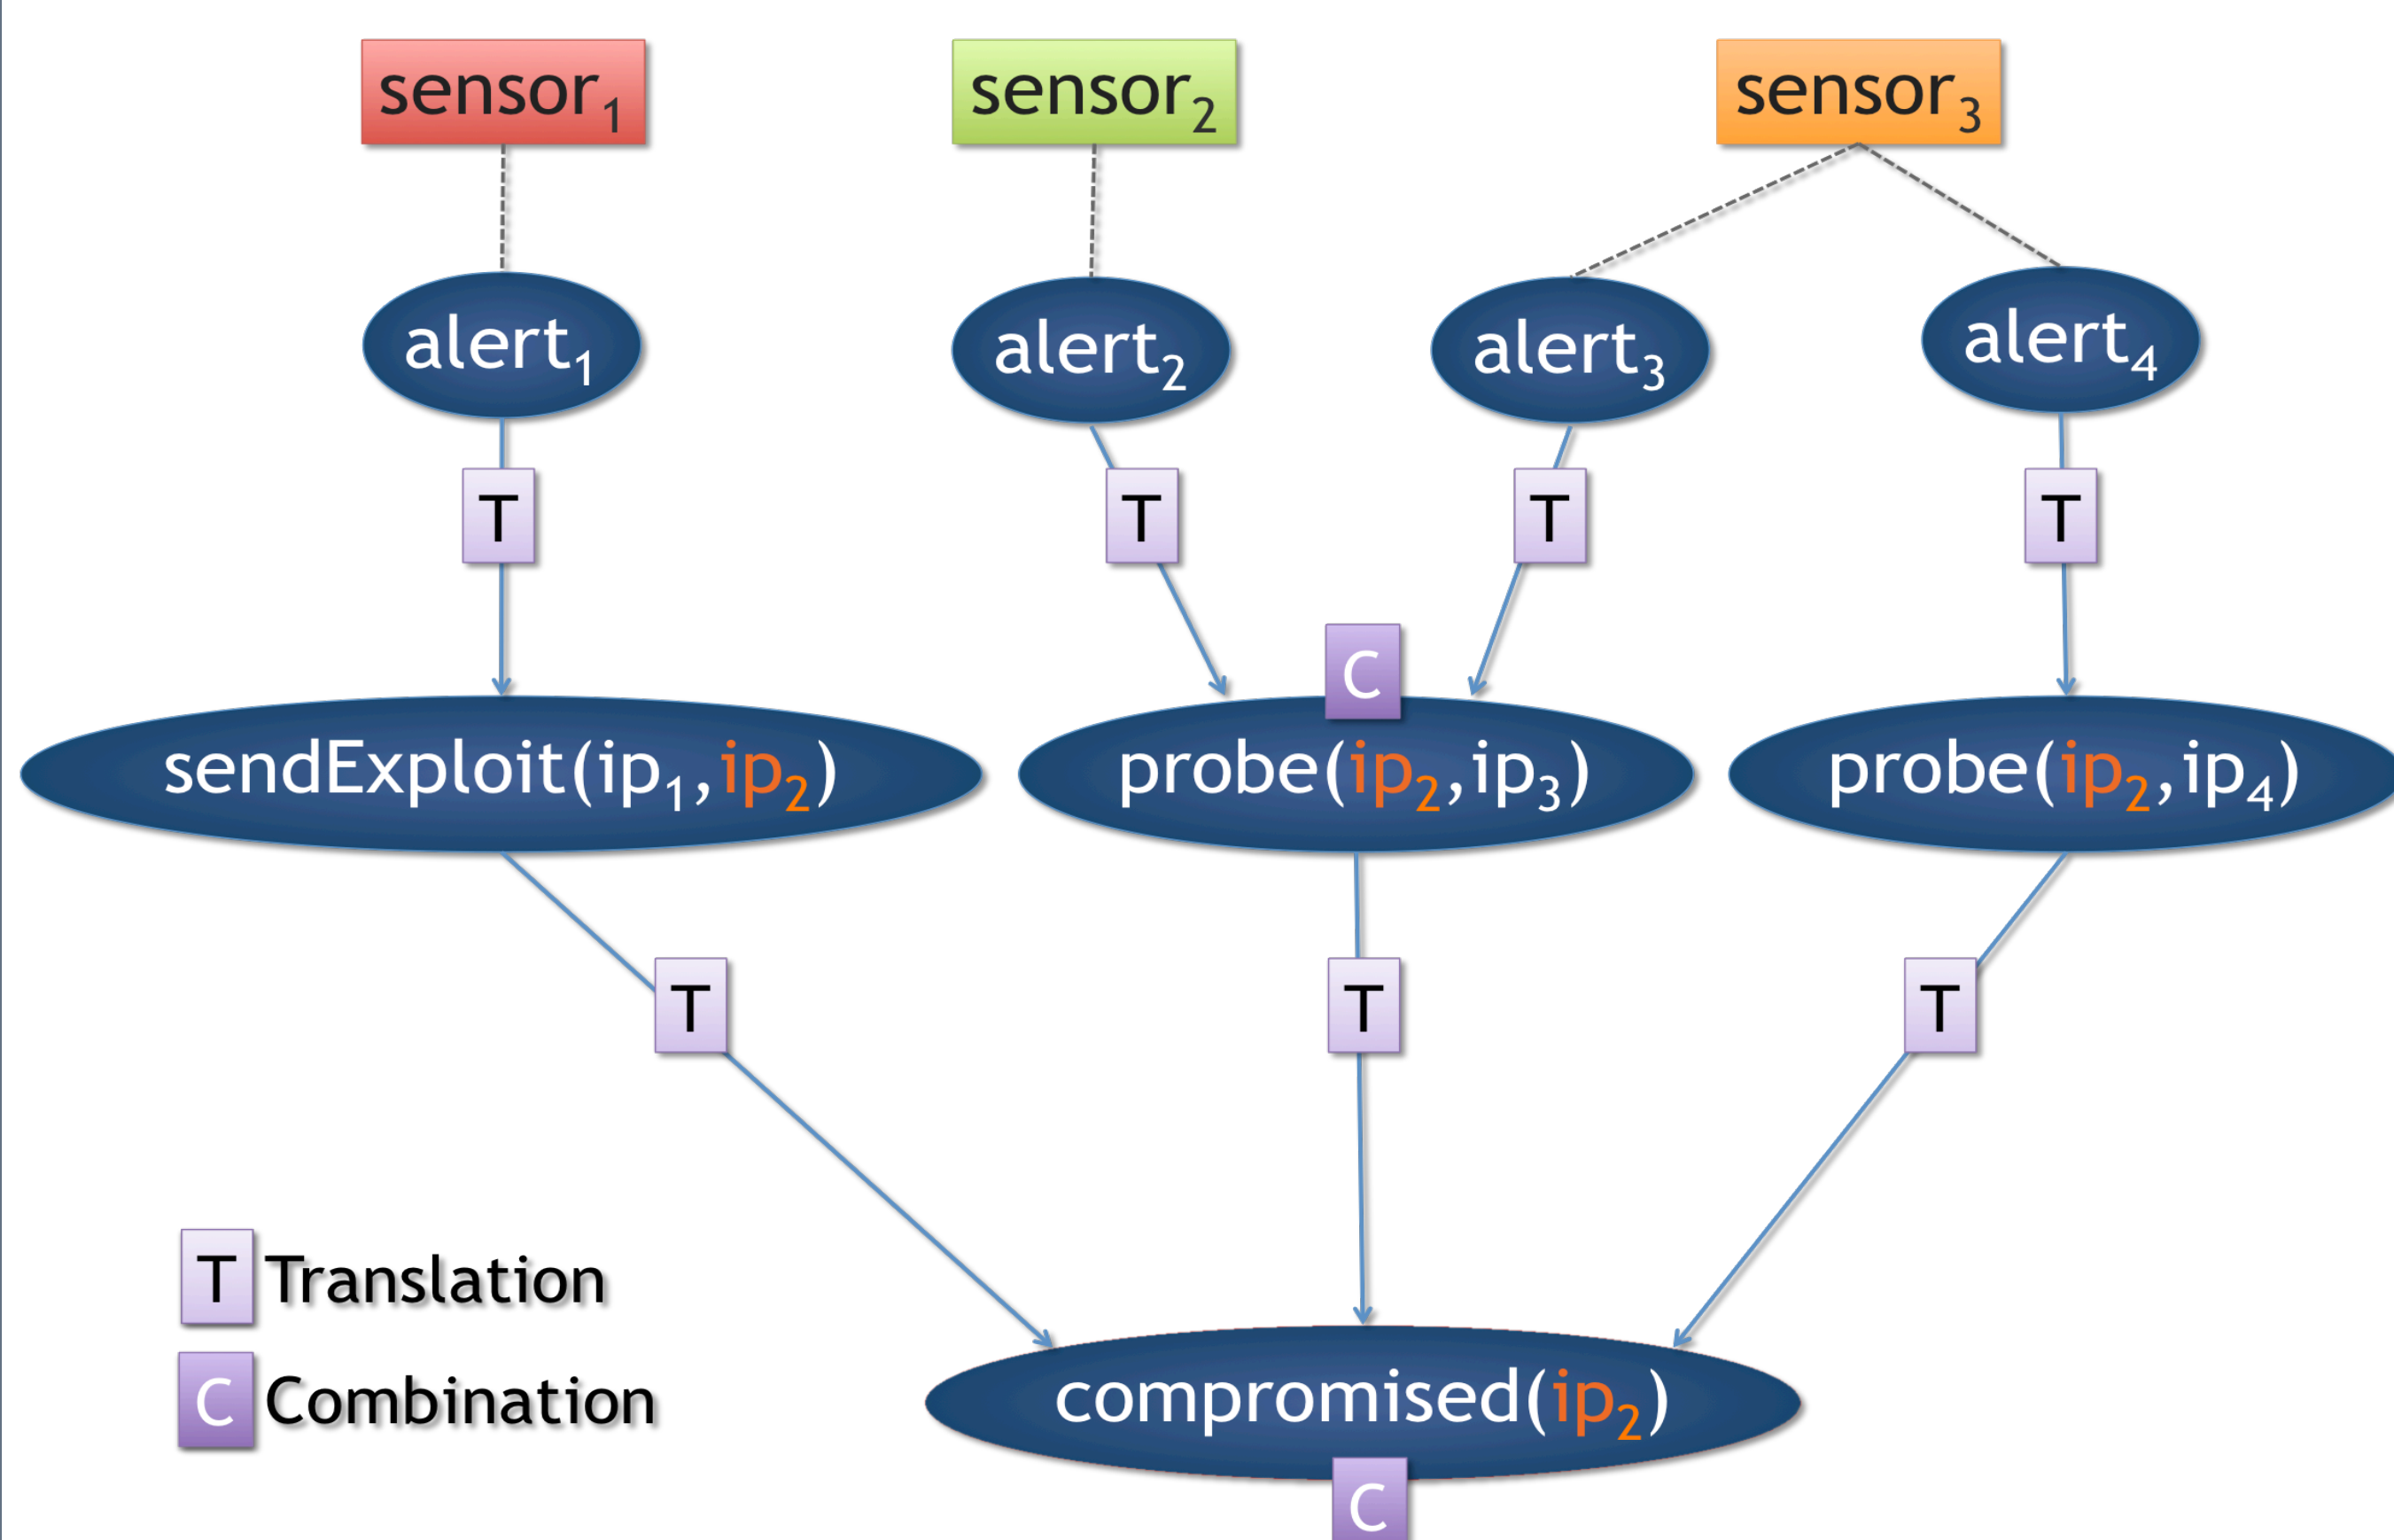 sensor₁ sensor₂ sensor₃
alert₁ alert₂ alert₃ alert₄
T T T T
C
sendExploit(ip₁,ip₂) probe(ip₂,ip₃) probe(ip₂,ip₄)
T T T
T Translation
C Combination
compromised(ip₂)
C